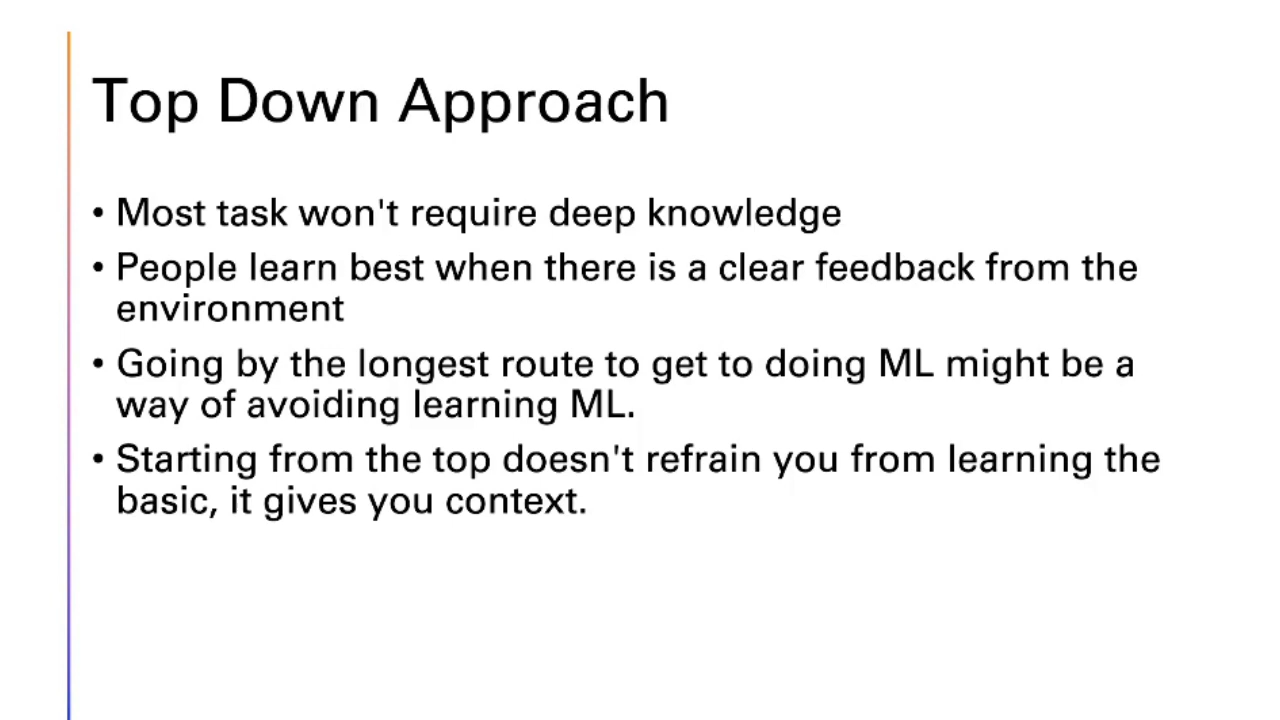 Top Down Approach
• Most task won't require deep knowledge
• People learn best when there is a clear feedback from the
environment
• Going by the longest route to get to doing ML might be a
way of avoiding learning ML.
• Starting from the top doesn't refrain you from learning the
basic, it gives you context.